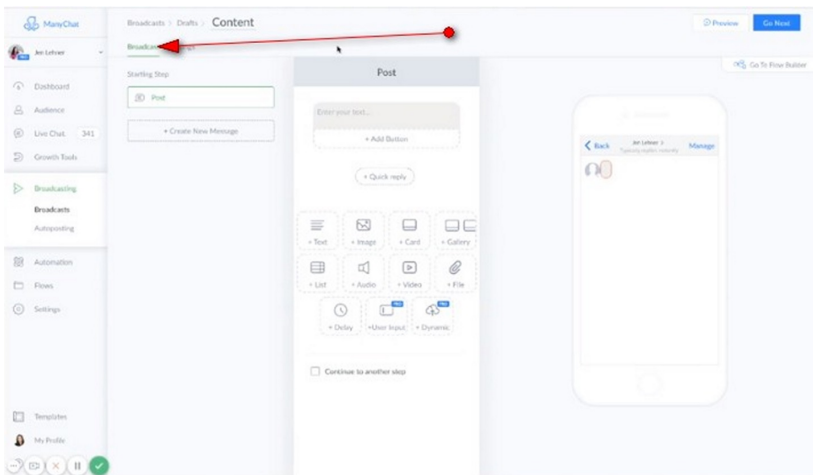 ManyChat
Broadcasts > Drafts > Content
Preview
Go Next
Jen Lehner
Broadcast
Go To Flow Builder
Dashboard
Audience
Live Chat 341
Growth Tools
Broadcasting
Broadcasts
Autoposting
Automation
Flows
Settings
Templates
My Profile
Starting Step
Post
+ Create New Message
Post
Enter your text...
+ Add Button
+ Quick reply
+ Text
+ Image
+ Card
+ Gallery
+ List
+ Audio
+ Video
+ File
+ Delay
+User Input
+ Dynamic
Continue to another step
Back
Jen Lehner >
Manage